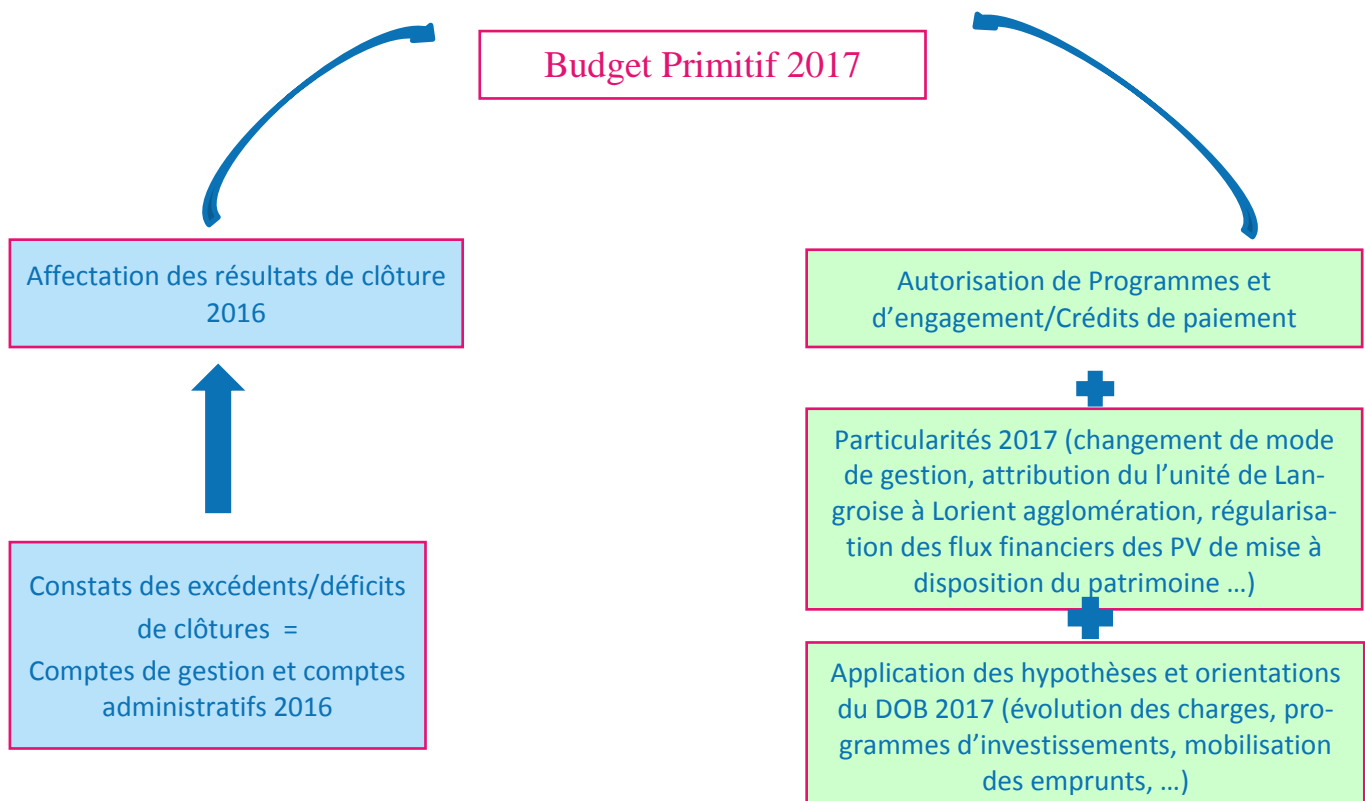 Budget Primitif 2017
Affectation des résultats de clôture
2016
Constats des excédents/déficits
de clôtures =
Comptes de gestion et comptes
administratifs 2016
Autorisation de Programmes et
d’engagement/Crédits de paiement
Particularités 2017 (changement de mode
de gestion, attribution du l’unité de Lan-
groise à Lorient agglomération, régularisa-
tion des flux financiers des PV de mise à
disposition du patrimoine …)
Application des hypothèses et orientations
du DOB 2017 (évolution des charges, pro-
grammes d’investissements, mobilisation
des emprunts, …)